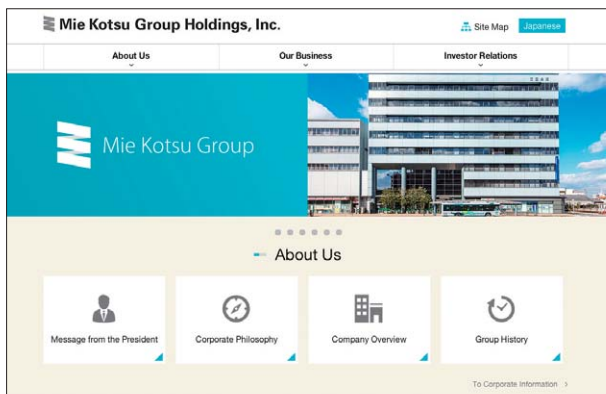 Mie Kotsu Group Holdings, Inc.
Site Map
Japanese
About Us
Our Business
Investor Relations
Mie Kotsu Group
About Us
Message from the President
Corporate Philosophy
Company Overview
Group History
To Corporate Information